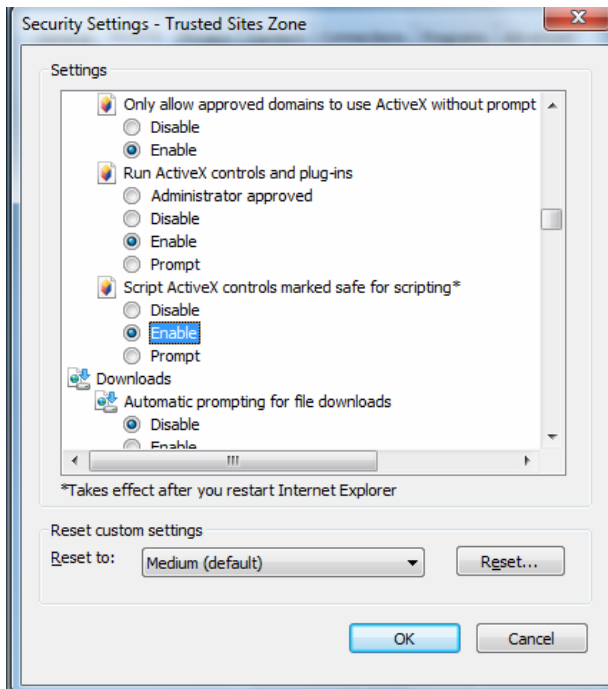 Security Settings - Trusted Sites Zone
Settings
Only allow approved domains to use ActiveX without prompt
Disable
Enable
Run ActiveX controls and plug-ins
Administrator approved
Disable
Enable
Prompt
Script ActiveX controls marked safe for scripting*
Disable
Enable
Prompt
Downloads
Automatic prompting for file downloads
Disable
Enable
*Takes effect after you restart Internet Explorer
Reset custom settings
Reset to:
Medium (default)
Reset...
OK
Cancel